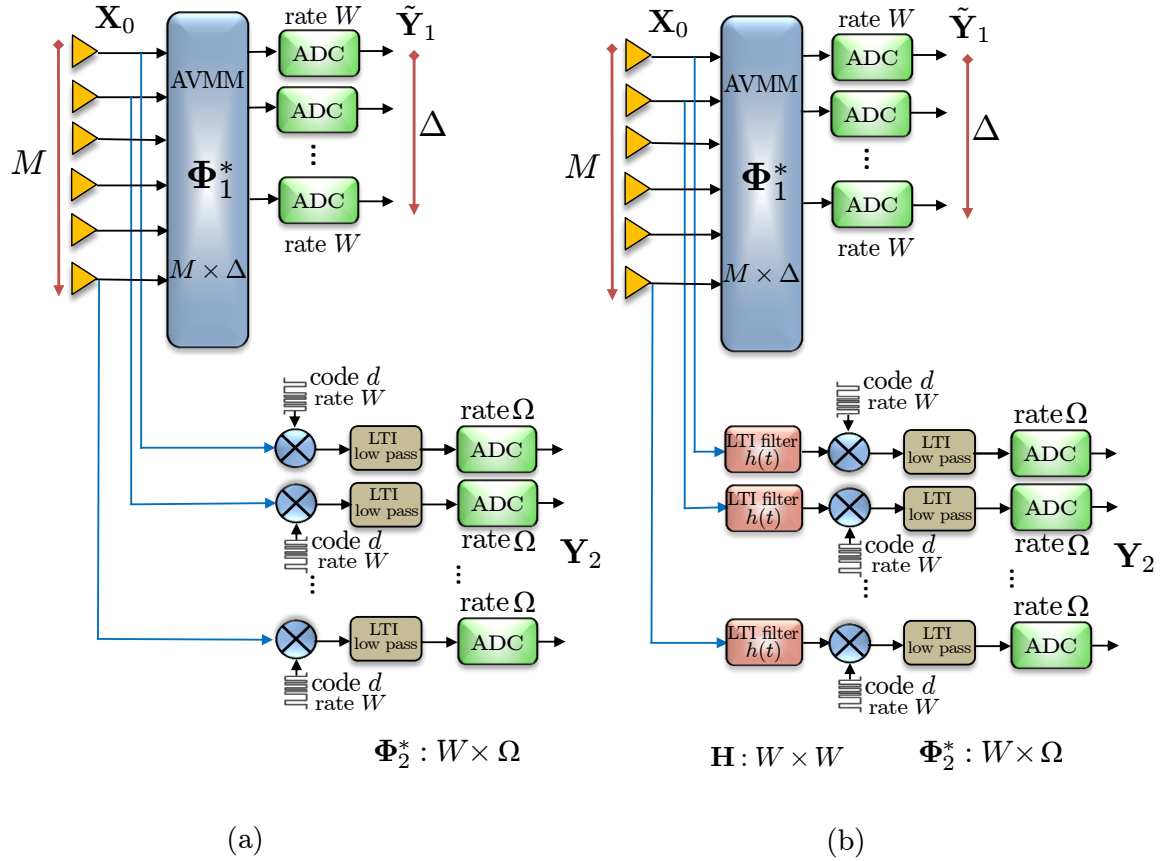 X₀
rate W
Ỹ₁
ADC
AVMM
ADC
⋮
M
Φ₁*
Δ
ADC
rate W
M × Δ
code d
rate W
rate Ω
LTI
low pass
ADC
LTI
low pass
ADC
code d
rate W
rate Ω
Y₂
⋮
⋮
rate Ω
LTI
low pass
ADC
code d
rate W
Φ₂* : W × Ω
(a)
X₀
rate W
Ỹ₁
ADC
AVMM
ADC
⋮
M
Φ₁*
Δ
ADC
rate W
M × Δ
code d
rate W
rate Ω
LTI filter
h(t)
LTI
low pass
ADC
LTI filter
h(t)
LTI
low pass
ADC
code d
rate W
rate Ω
Y₂
⋮
⋮
rate Ω
LTI filter
h(t)
LTI
low pass
ADC
code d
rate W
H : W × W
Φ₂* : W × Ω
(b)